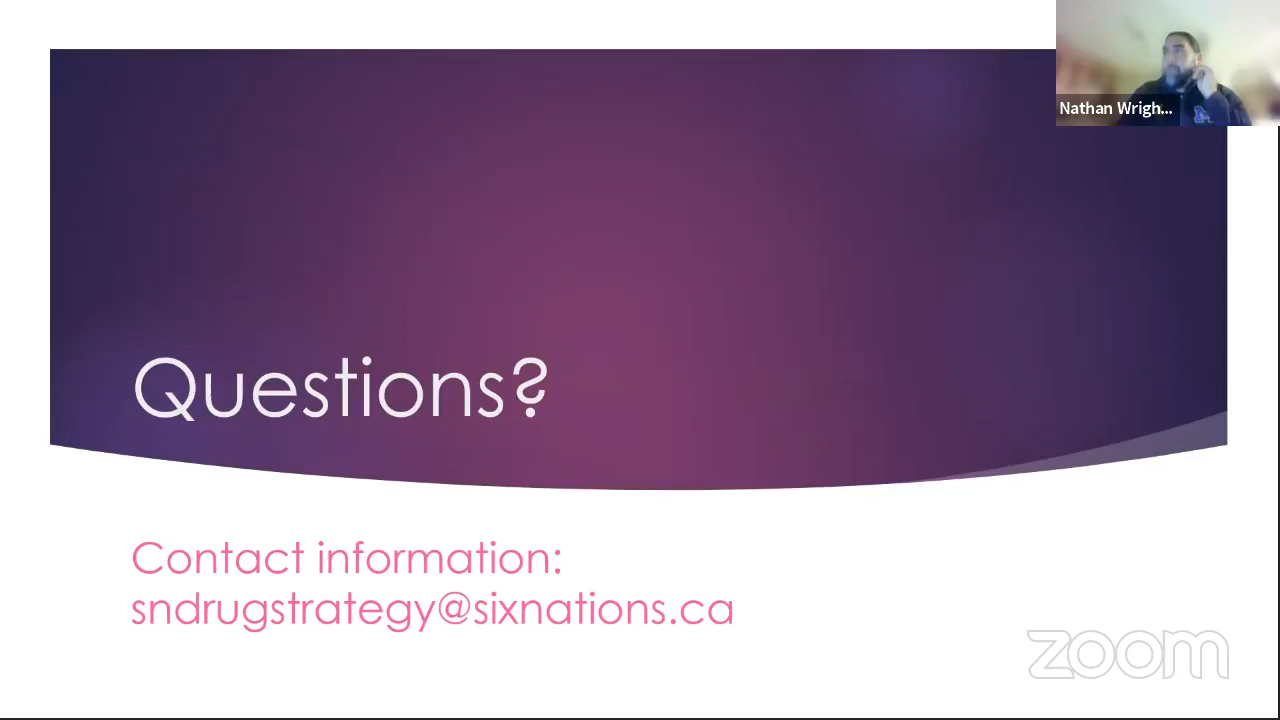 Nathan Wrigh...
Questions?
Contact information:
sndrugstrategy@sixnations.ca
zoom